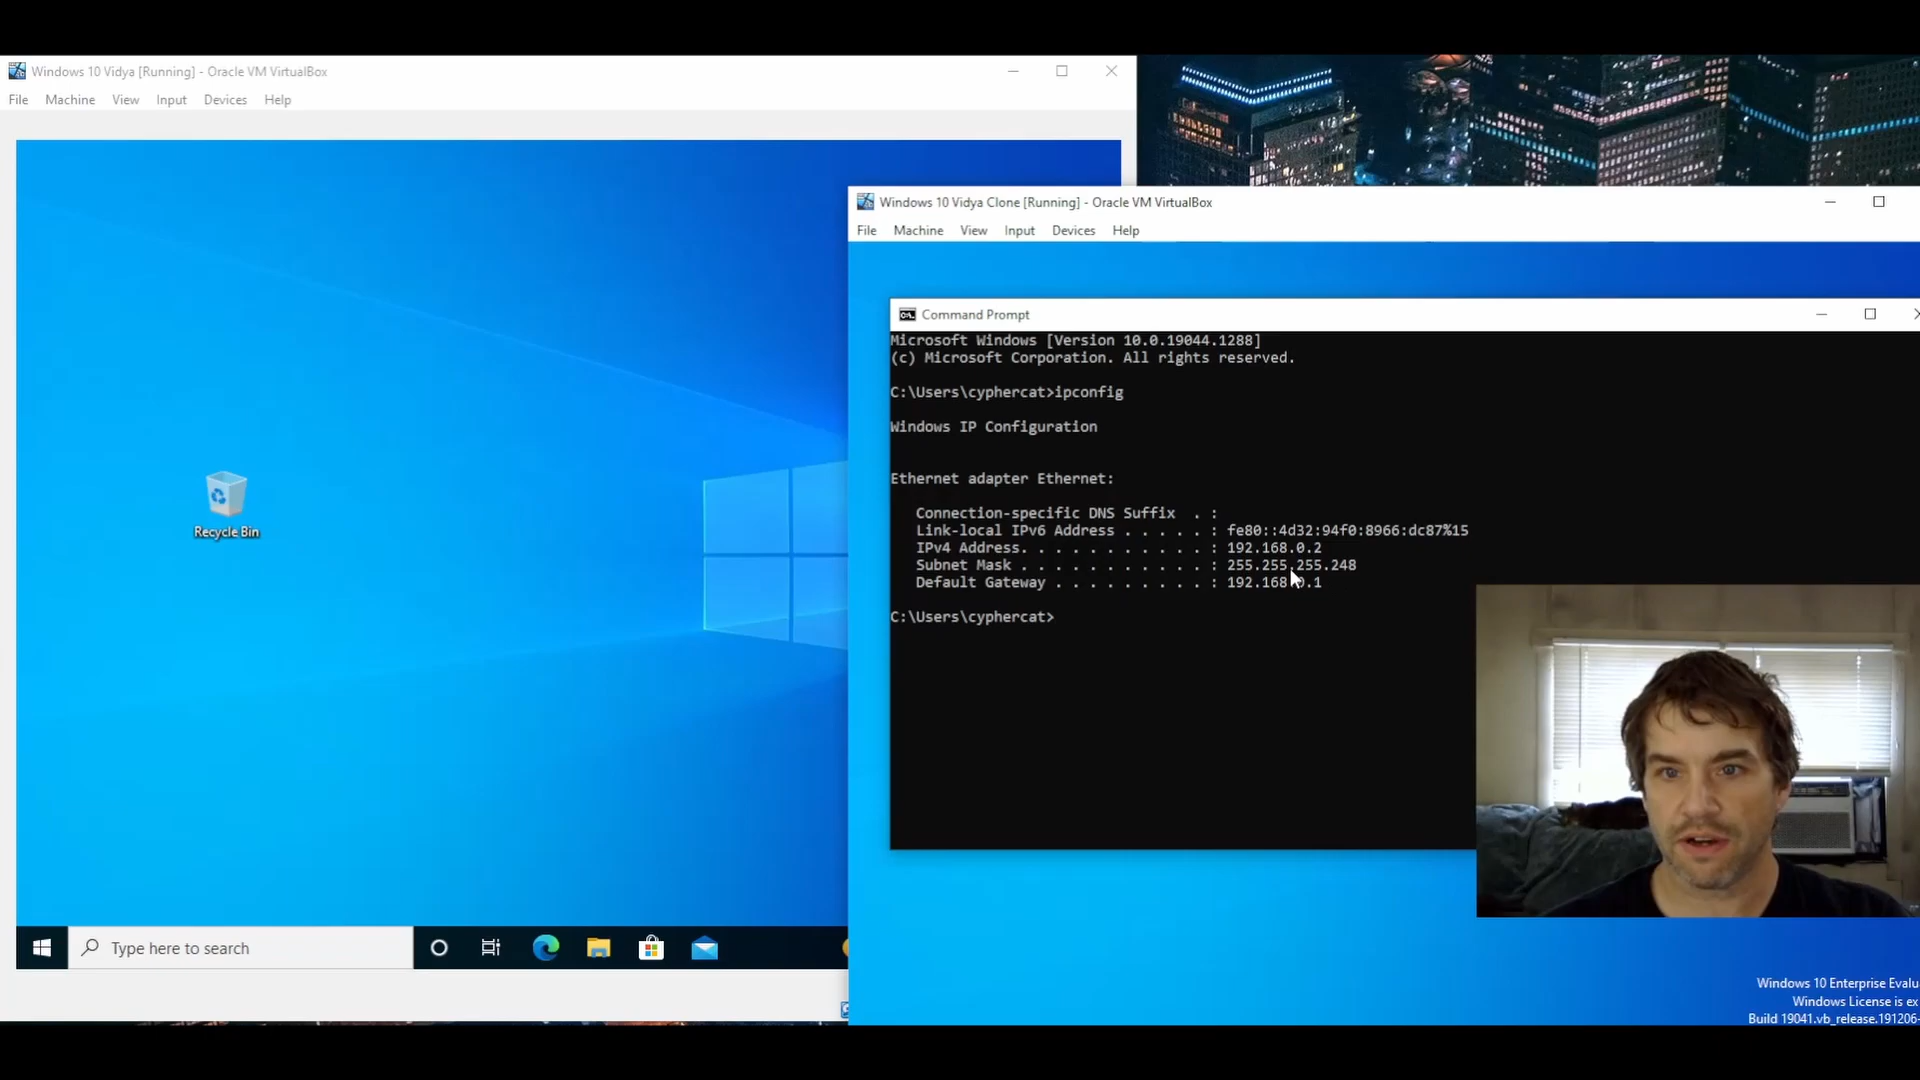 Windows 10 Vidya [Running] - Oracle VM VirtualBox
File Machine View Input Devices Help
Recycle Bin
Type here to search
Windows 10 Vidya Clone [Running] - Oracle VM VirtualBox
File Machine View Input Devices Help
Command Prompt
Microsoft Windows [Version 10.0.19044.1288]
(c) Microsoft Corporation. All rights reserved.
C:\Users\cyphercat>ipconfig
Windows IP Configuration
Ethernet adapter Ethernet:
Connection-specific DNS Suffix . :
Link-local IPv6 Address . . . . . : fe80::4d32:94f0:8966:dc87%15
IPv4 Address. . . . . . . . . . . : 192.168.0.2
Subnet Mask . . . . . . . . . . . : 255.255.255.248
Default Gateway . . . . . . . . . : 192.168.0.1
C:\Users\cyphercat>
Windows 10 Enterprise Evalu
Windows License is ex
Build 19041.vb_release.191206-